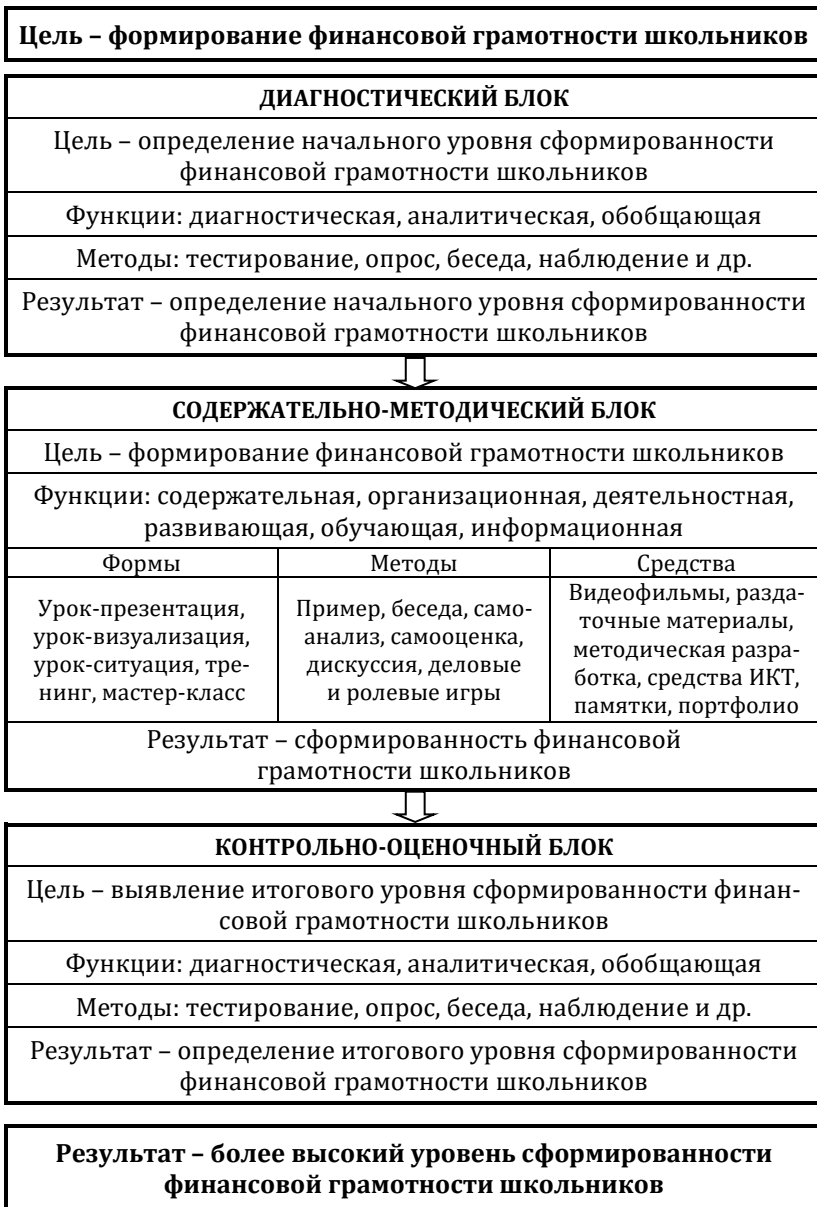 Цель – формирование финансовой грамотности школьников
ДИАГНОСТИЧЕСКИЙ БЛОК
Цель – определение начального уровня сформированности
финансовой грамотности школьников
Функции: диагностическая, аналитическая, обобщающая
Методы: тестирование, опрос, беседа, наблюдение и др.
Результат – определение начального уровня сформированности
финансовой грамотности школьников
СОДЕРЖАТЕЛЬНО-МЕТОДИЧЕСКИЙ БЛОК
Цель – формирование финансовой грамотности школьников
Функции: содержательная, организационная, деятельностная,
развивающая, обучающая, информационная
Формы
Урок-презентация,
урок-визуализация,
урок-ситуация, тре-
нинг, мастер-класс
Методы
Пример, беседа, само-
анализ, самооценка,
дискуссия, деловые
и ролевые игры
Средства
Видеофильмы, разда-
точные материалы,
методическая разра-
ботка, средства ИКТ,
памятки, портфолио
Результат – сформированность финансовой
грамотности школьников
КОНТРОЛЬНО-ОЦЕНОЧНЫЙ БЛОК
Цель – выявление итогового уровня сформированности финан-
совой грамотности школьников
Функции: диагностическая, аналитическая, обобщающая
Методы: тестирование, опрос, беседа, наблюдение и др.
Результат – определение итогового уровня сформированности
финансовой грамотности школьников
Результат – более высокий уровень сформированности
финансовой грамотности школьников